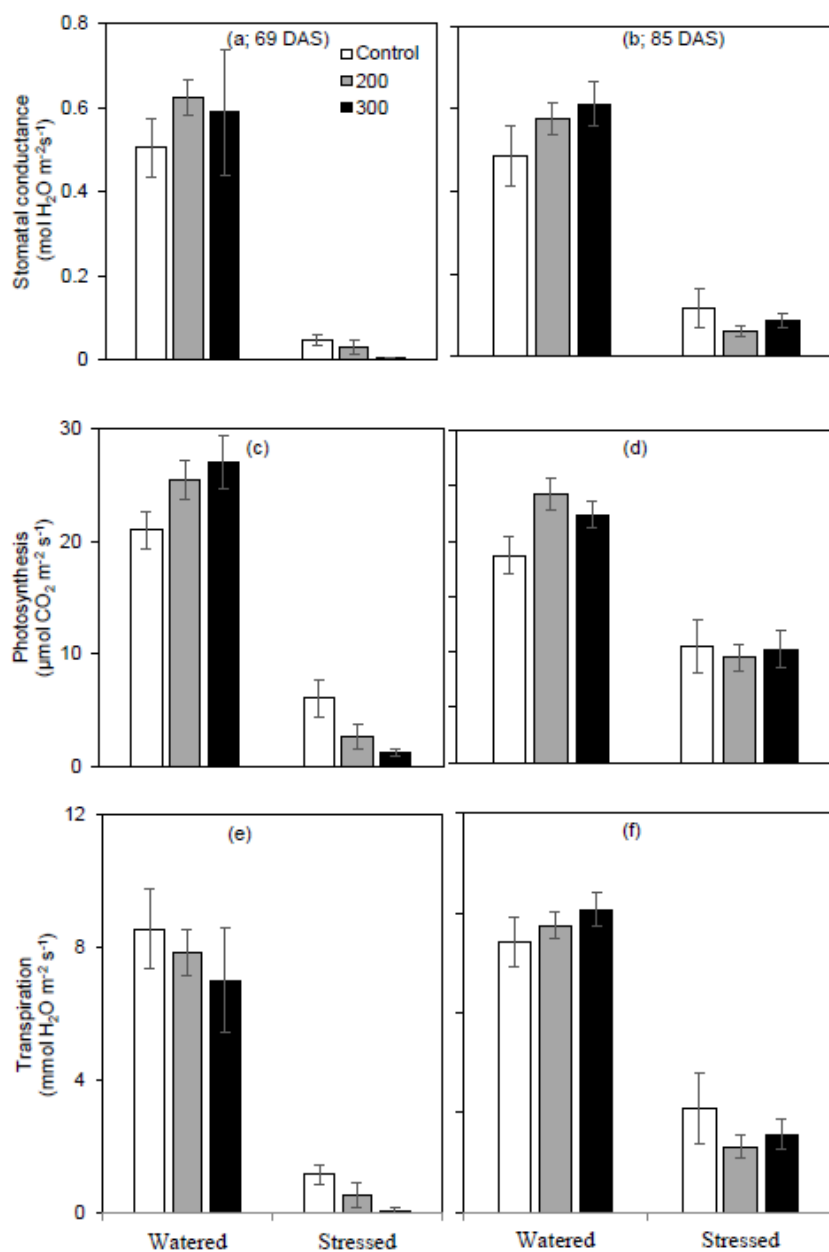 0.8
(a; 69 DAS)
(b; 85 DAS)
Control
200
300
0.6
0.4
0.2
0
Stomatal conductance
(mol H₂O m⁻²s⁻¹)
30
(c)
(d)
20
10
0
Photosynthesis
(µmol CO₂ m⁻² s⁻¹)
12
(e)
(f)
8
4
0
Transpiration
(mmol H₂O m⁻² s⁻¹)
Watered Stressed Watered Stressed